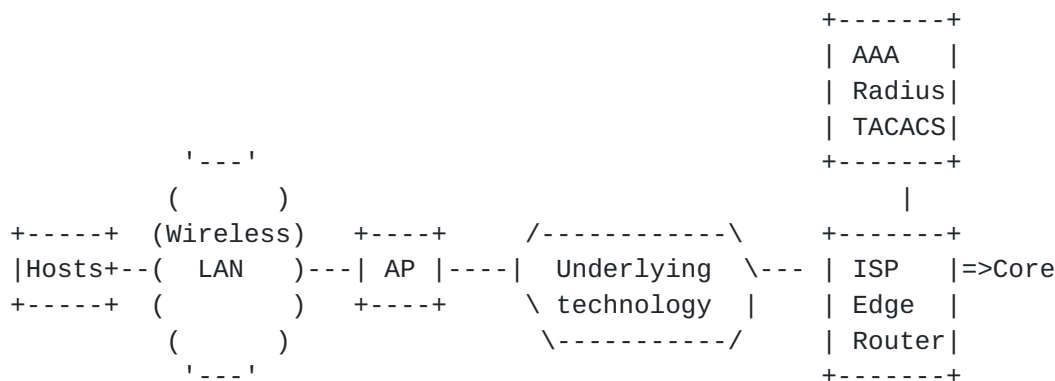 +-------+
                                                   | AAA   |
                                                   | Radius|
                                                   | TACACS|
           '---'                                   +-------+
          (      )                                      |
+-----+  (Wireless)   +----+     /------------\    +-------+
|Hosts+--(  LAN   )---| AP |----|  Underlying  \--- | ISP   |=>Core
+-----+  (        )   +----+     \ technology  |   | Edge  |
          (      )                \-----------/    | Router|
           '---'                                   +-------+